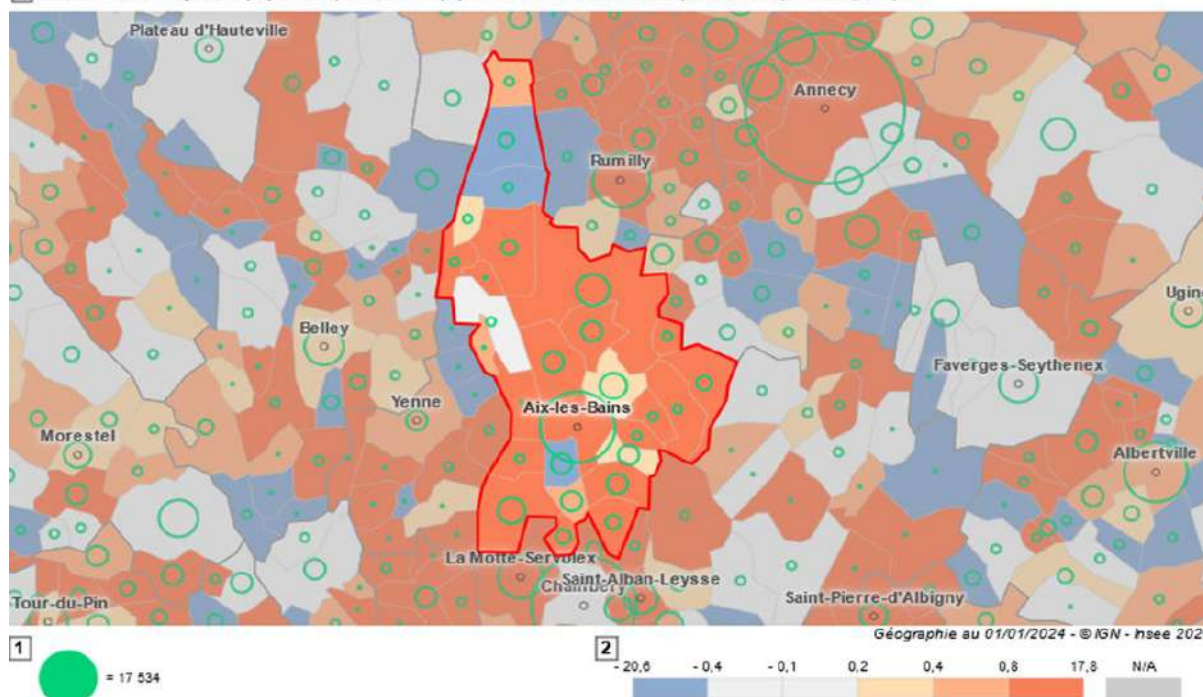 Plateau d'Hauteville
Annecy
Rumilly
Ugin
Belley
Faverges-Seythenex
Yenne
Aix-les-Bains
Morestel
Albertville
La Motte-Servolex
Saint-Alban-Leysse
Chambéry
Saint-Pierre-d'Albigny
Tour-du-Pin
Géographie au 01/01/2024 - © IGN - Insee 202
1
= 17 534
2
- 20,6 - 0,4 - 0,1 0,2 0,4 0,8 17,8 N/A